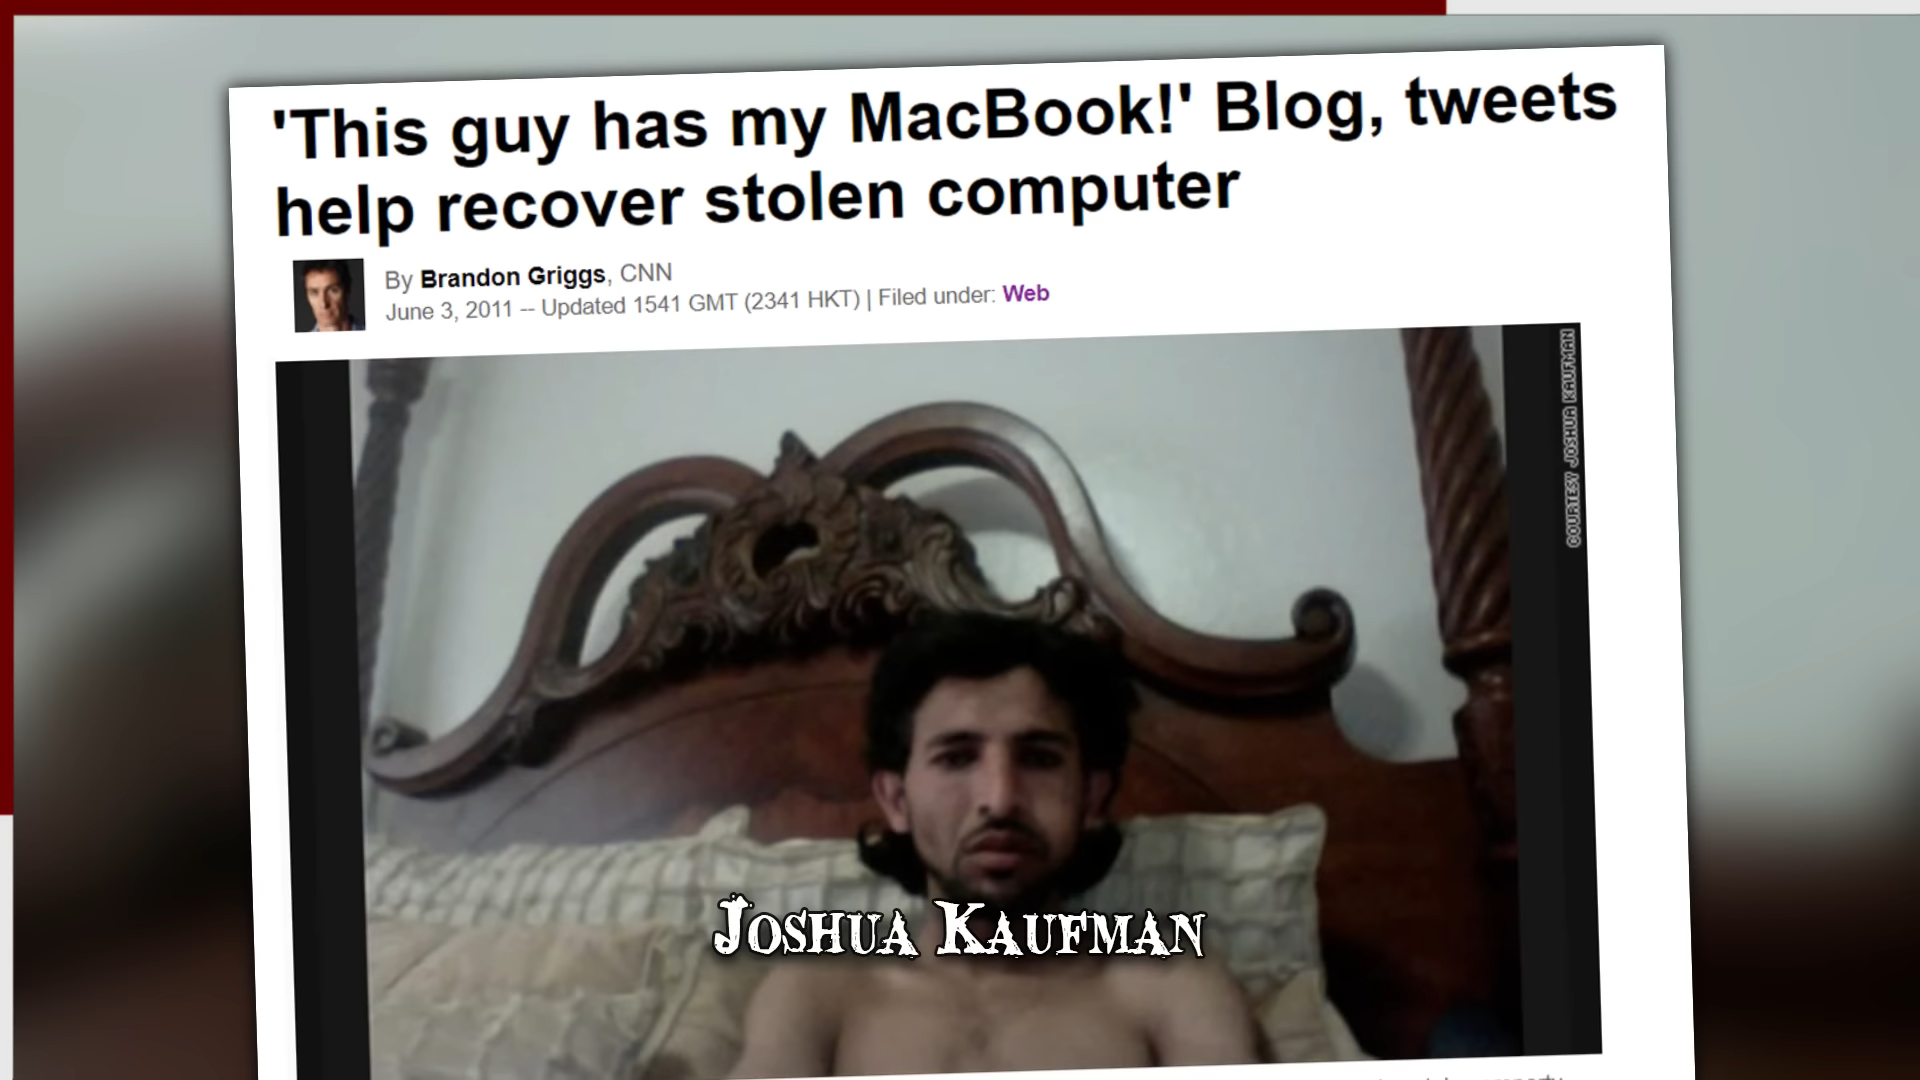 'This guy has my MacBook!' Blog, tweets
help recover stolen computer
By Brandon Griggs, CNN
June 3, 2011 -- Updated 1541 GMT (2341 HKT) | Filed under: Web
COURTESY JOSHUA KAUFMAN
Joshua Kaufman